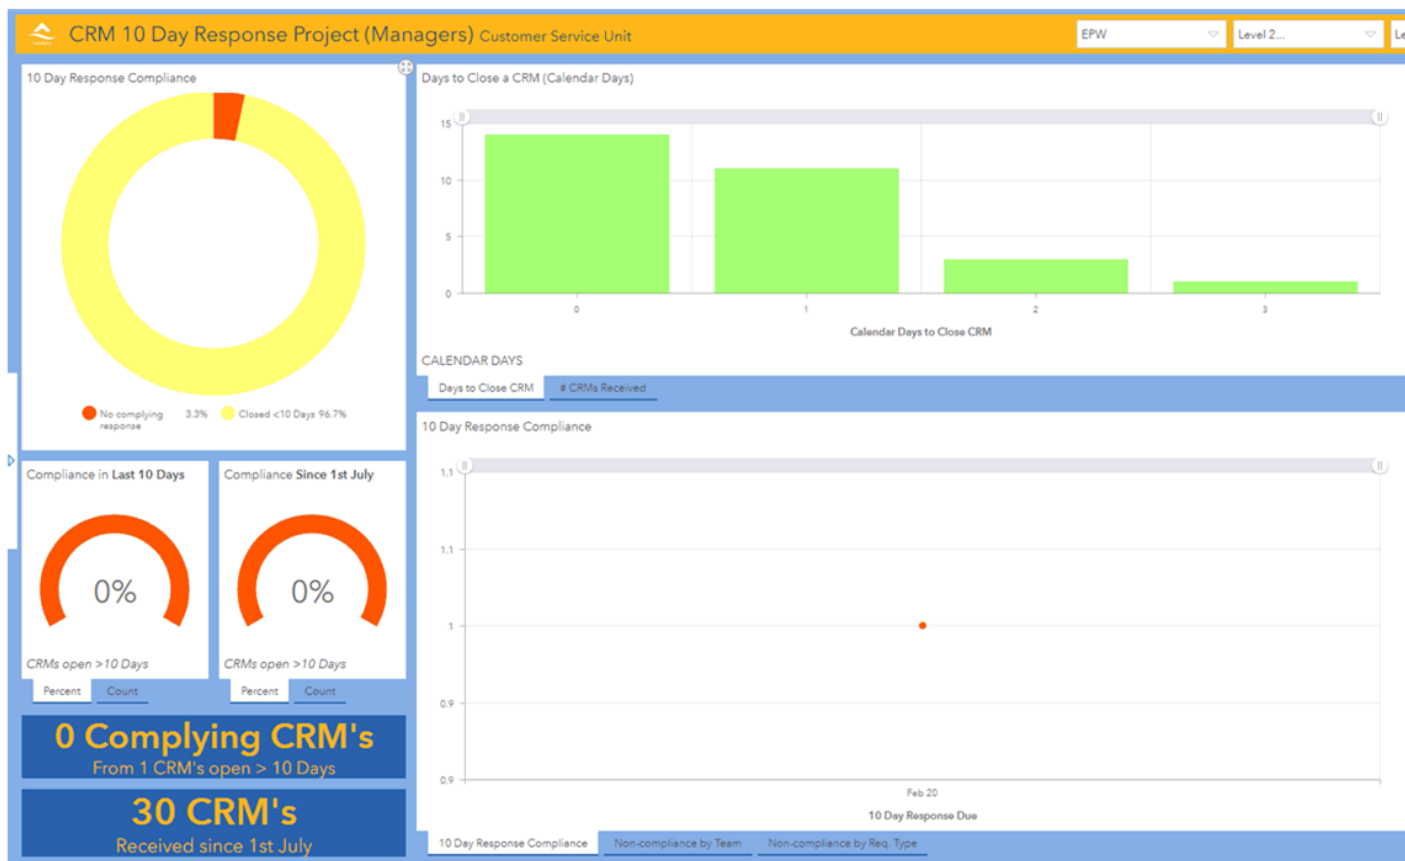 CRM 10 Day Response Project (Managers) Customer Service Unit
EPW
Level 2...
Le
10 Day Response Compliance
No complying response 3.3%
Closed <10 Days 96.7%
Days to Close a CRM (Calendar Days)
15
10
5
0
0 1 2 3
Calendar Days to Close CRM
CALENDAR DAYS
Days to Close CRM
# CRMs Received
Compliance in Last 10 Days
0%
CRMs open >10 Days
Percent
Count
Compliance Since 1st July
0%
CRMs open >10 Days
Percent
Count
0 Complying CRM's
From 1 CRM's open > 10 Days
30 CRM's
Received since 1st July
10 Day Response Compliance
1.1
1.1
1
0.9
0.9
Feb 20
10 Day Response Due
10 Day Response Compliance
Non-compliance by Team
Non-compliance by Req. Type